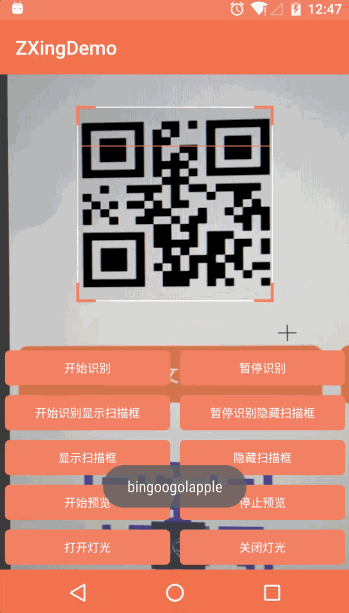 12:47
ZXingDemo
开始识别
暂停识别
开始识别显示扫描框
暂停识别隐藏扫描框
显示扫描框
隐藏扫描框
bingoogolapple
开始预览
停止预览
打开灯光
关闭灯光